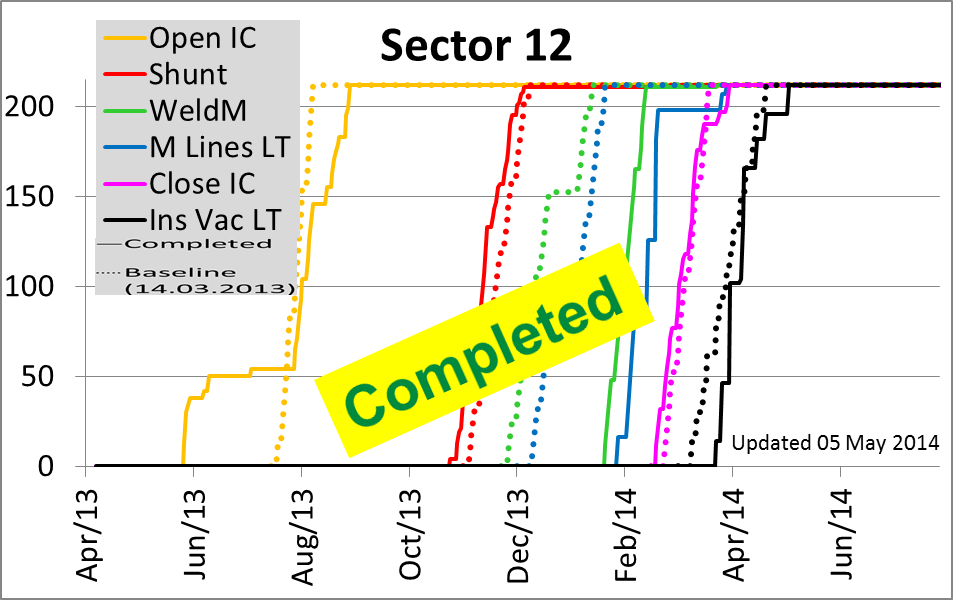 Sector 12
Open IC
Shunt
WeldM
M Lines LT
Close IC
Ins Vac LT
Completed
Baseline
(14.03.2013)
200
150
100
50
0
Completed
Updated 05 May 2014
Apr/13
Jun/13
Aug/13
Oct/13
Dec/13
Feb/14
Apr/14
Jun/14